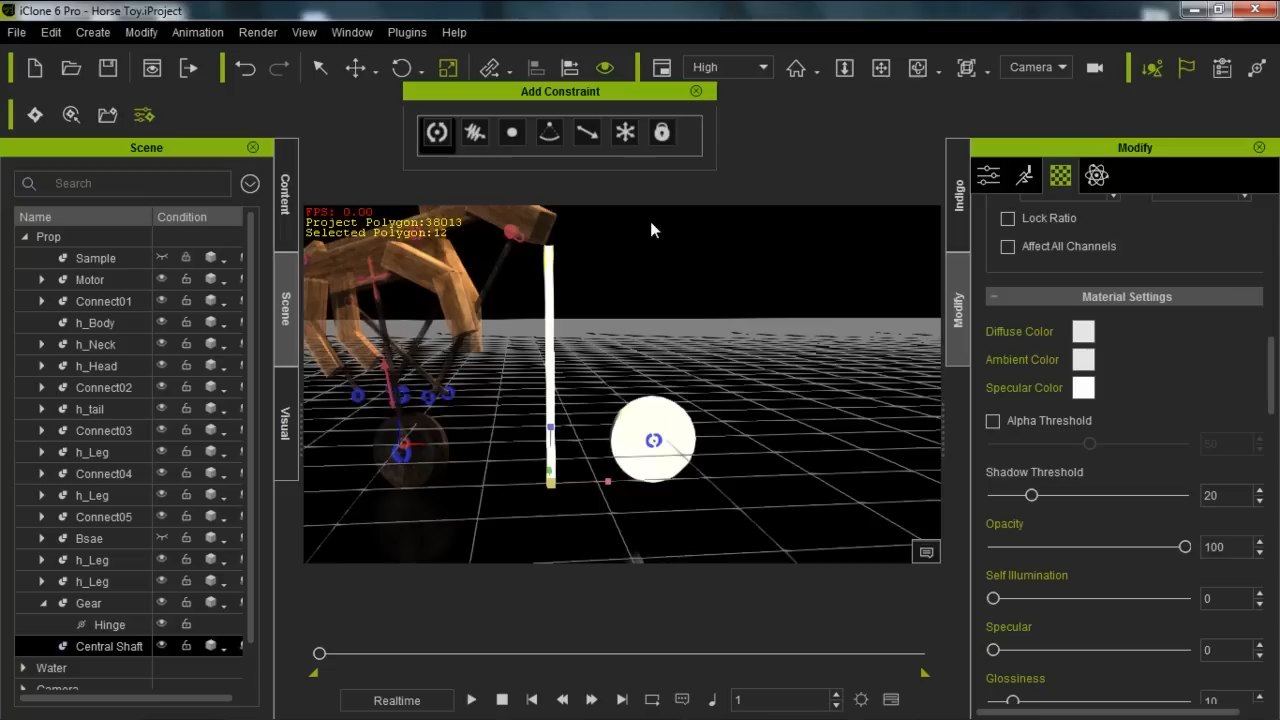 iClone 6 Pro - Horse Toy.iProject
File Edit Create Modify Animation Render View Window Plugins Help
High
Camera
Add Constraint
Scene
Search
Name Condition
Prop
Sample
Motor
Connect01
h_Body
h_Neck
h_Head
Connect02
h_tail
Connect03
h_Leg
Connect04
h_Leg
Connect05
Bsae
h_Leg
h_Leg
Gear
Hinge
Central Shaft
Water
Camera
Content
Scene
Visual
FPS: 0.00
Project Polygon:38013
Selected Polygon:12
Realtime
1
Indigo
Modify
Modify
Lock Ratio
Affect All Channels
Material Settings
Diffuse Color
Ambient Color
Specular Color
Alpha Threshold
50
Shadow Threshold
20
Opacity
100
Self Illumination
0
Specular
0
Glossiness
10